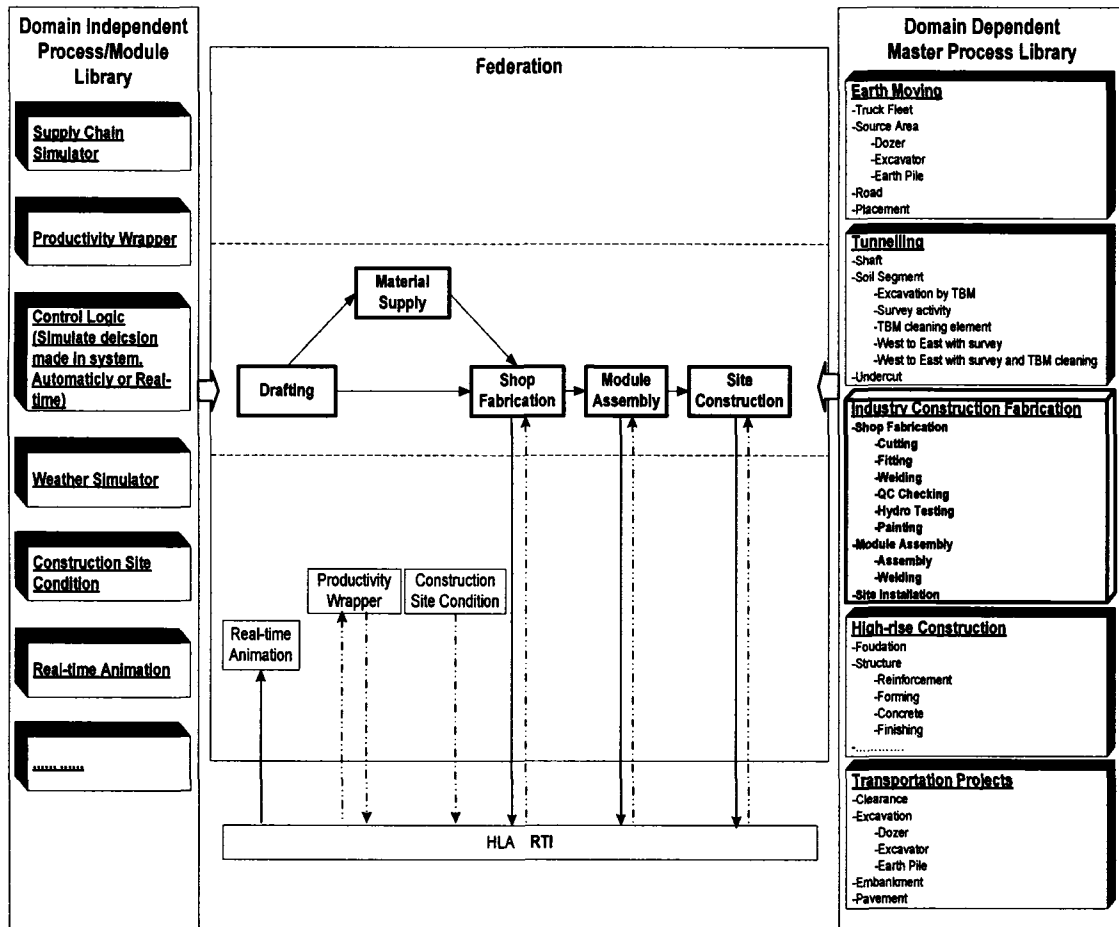 Domain Independent
Process/Module
Library
Supply Chain
Simulator
Productivity Wrapper
Control Logic
(Simulate deicsion
made in system,
Automaticly or Real-
time)
Weather Simulator
Construction Site
Condition
Real-time Animation
...... ......
Federation
Material
Supply
Drafting
Shop
Fabrication
Module
Assembly
Site
Construction
Productivity
Wrapper
Construction
Site Condition
Real-time
Animation
HLA RTI
Domain Dependent
Master Process Library
Earth Moving
-Truck Fleet
-Source Area
-Dozer
-Excavator
-Earth Pile
-Road
-Placement
Tunnelling
-Shaft
-Soil Segment
-Excavation by TBM
-Survey activity
-TBM cleaning element
-West to East with survey
-West to East with survey and TBM cleaning
-Undercut
Industry Construction Fabrication
-Shop Fabrication
-Cutting
-Fitting
-Welding
-QC Checking
-Hydro Testing
-Painting
-Module Assembly
-Assembly
-Welding
-Site Installation
High-rise Construction
-Foudation
-Structure
-Reinforcement
-Forming
-Concrete
-Finishing
-.............
Transportation Projects
-Clearance
-Excavation
-Dozer
-Excavator
-Earth Pile
-Embankment
-Pavement